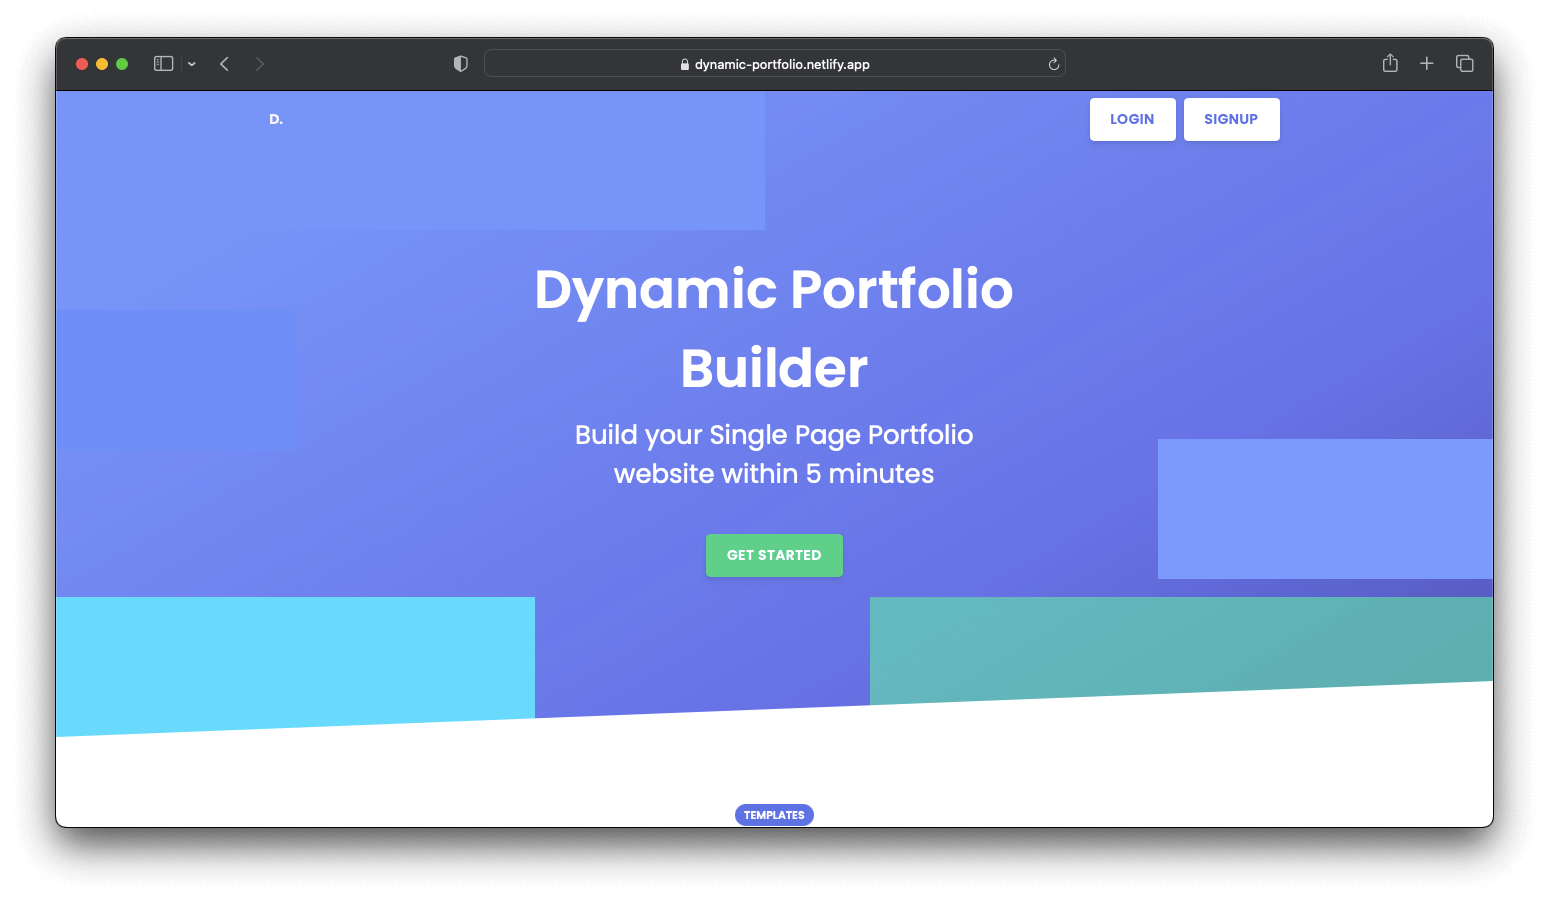 dynamic-portfolio.netlify.app
D.
LOGIN
SIGNUP
Dynamic Portfolio
Builder
Build your Single Page Portfolio
website within 5 minutes
GET STARTED
TEMPLATES